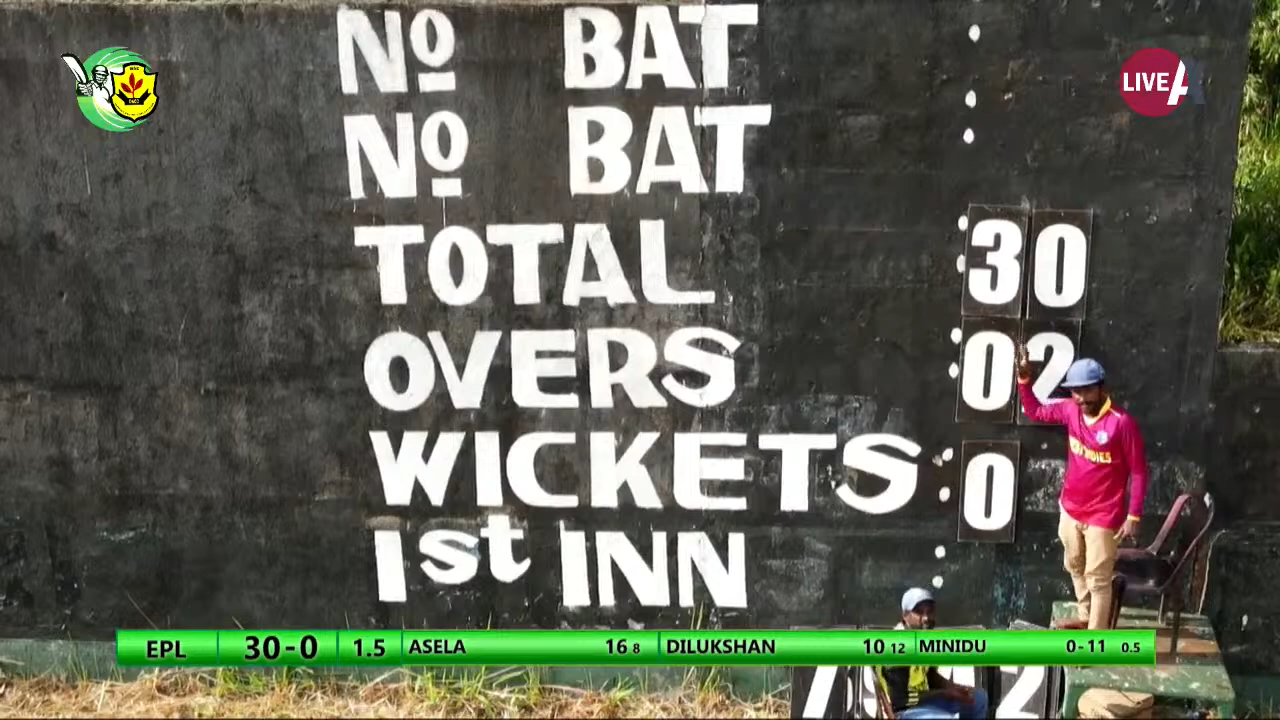 No BAT
No BAT
TOTAL : 30
OVERS : 02
WICKETS : 0
1st INN :
LIVE
EPL 30-0 1.5 ASELA 16 8 DILUKSHAN 10 12 MINIDU 0-11 0.5